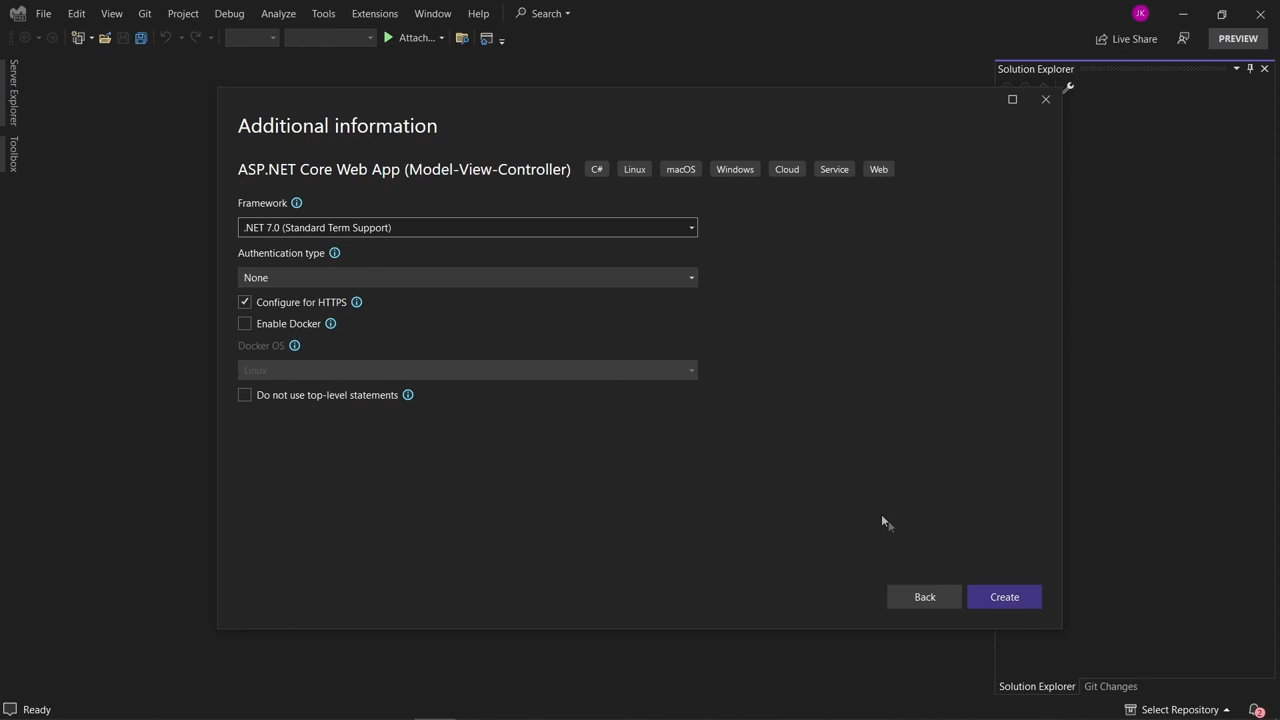 File Edit View Git Project Debug Analyze Tools Extensions Window Help Search JK
Attach... Live Share PREVIEW
Server Explorer
Toolbox
Solution Explorer
Additional information
ASP.NET Core Web App (Model-View-Controller) C# Linux macOS Windows Cloud Service Web
Framework
.NET 7.0 (Standard Term Support)
Authentication type
None
Configure for HTTPS
Enable Docker
Docker OS
Linux
Do not use top-level statements
Back Create
Solution Explorer Git Changes
Ready Select Repository 2